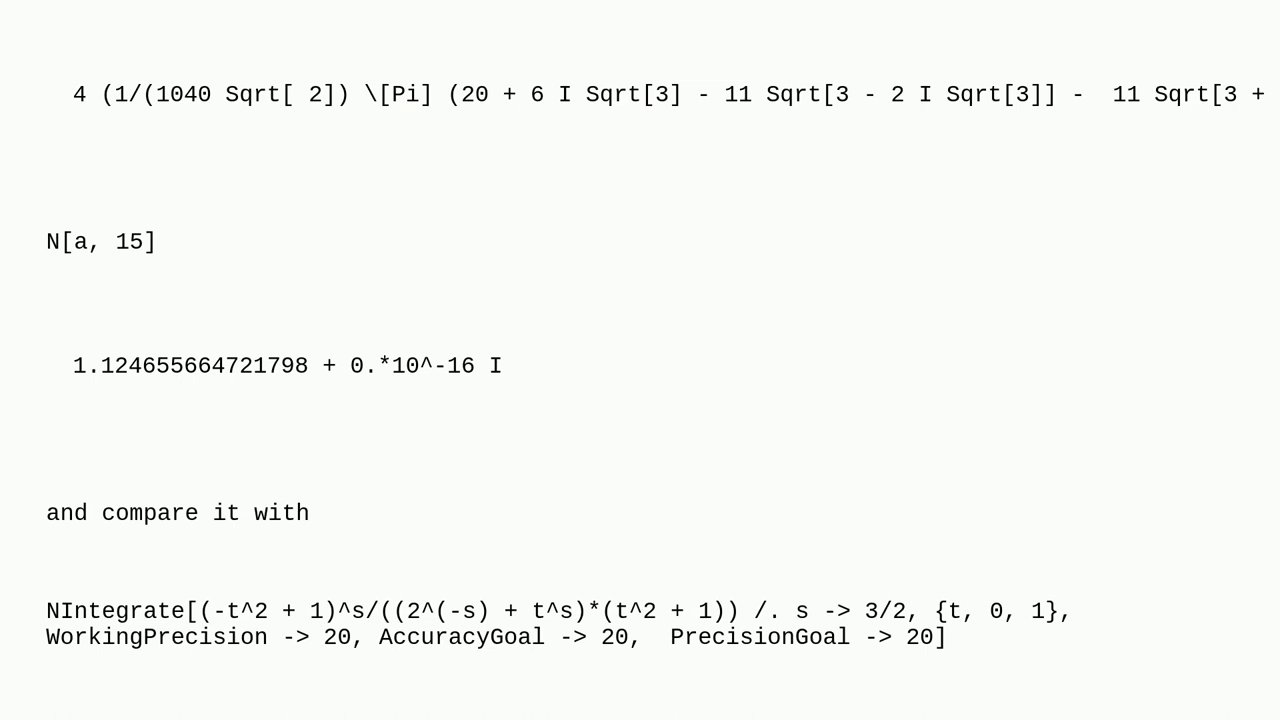 4 (1/(1040 Sqrt[ 2]) \[Pi] (20 + 6 I Sqrt[3] - 11 Sqrt[3 - 2 I Sqrt[3]] -  11 Sqrt[3 +
N[a, 15]
1.124655664721798 + 0.*10^-16 I
and compare it with
NIntegrate[(-t^2 + 1)^s/((2^(-s) + t^s)*(t^2 + 1)) /. s -> 3/2, {t, 0, 1},
WorkingPrecision -> 20, AccuracyGoal -> 20,  PrecisionGoal -> 20]